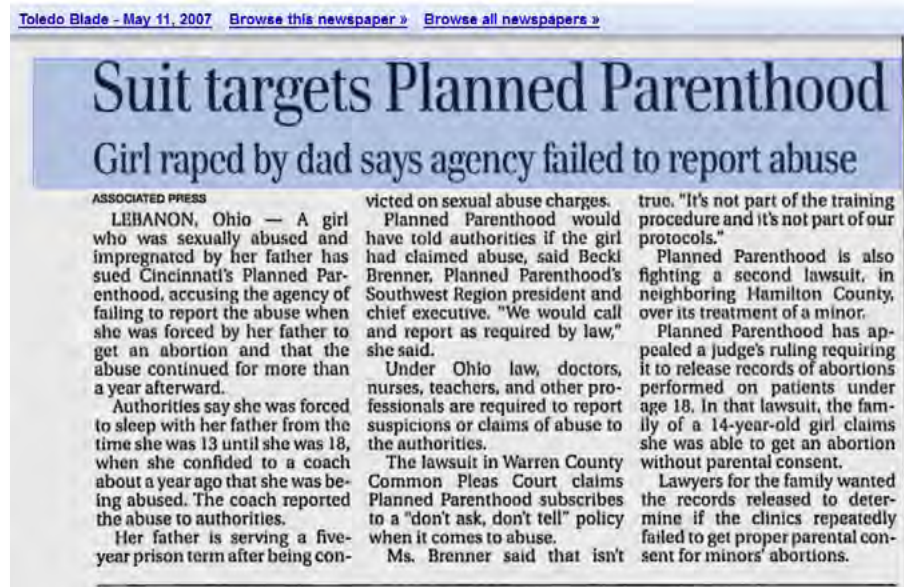 Toledo Blade - May 11, 2007 Browse this newspaper » Browse all newspapers »
Suit targets Planned Parenthood
Girl raped by dad says agency failed to report abuse
ASSOCIATED PRESS
LEBANON, Ohio — A girl
who was sexually abused and
impregnated by her father has
sued Cincinnati's Planned Par-
enthood, accusing the agency of
failing to report the abuse when
she was forced by her father to
get an abortion and that the
abuse continued for more than
a year afterward.
Authorities say she was forced
to sleep with her father from the
time she was 13 until she was 18,
when she confided to a coach
about a year ago that she was be-
ing abused. The coach reported
the abuse to authorities.
Her father is serving a five-
year prison term after being con-
victed on sexual abuse charges.
Planned Parenthood would
have told authorities if the girl
had claimed abuse, said Becki
Brenner, Planned Parenthood's
Southwest Region president and
chief executive. "We would call
and report as required by law,"
she said.
Under Ohio law, doctors,
nurses, teachers, and other pro-
fessionals are required to report
suspicions or claims of abuse to
the authorities.
The lawsuit in Warren County
Common Pleas Court claims
Planned Parenthood subscribes
to a "don't ask, don't tell" policy
when it comes to abuse.
Ms. Brenner said that isn't
true. "It's not part of the training
procedure and it's not part of our
protocols."
Planned Parenthood is also
fighting a second lawsuit, in
neighboring Hamilton County,
over its treatment of a minor.
Planned Parenthood has ap-
pealed a judge's ruling requiring
it to release records of abortions
performed on patients under
age 18. In that lawsuit, the fam-
ily of a 14-year-old girl claims
she was able to get an abortion
without parental consent.
Lawyers for the family wanted
the records released to deter-
mine if the clinics repeatedly
failed to get proper parental con-
sent for minors' abortions.